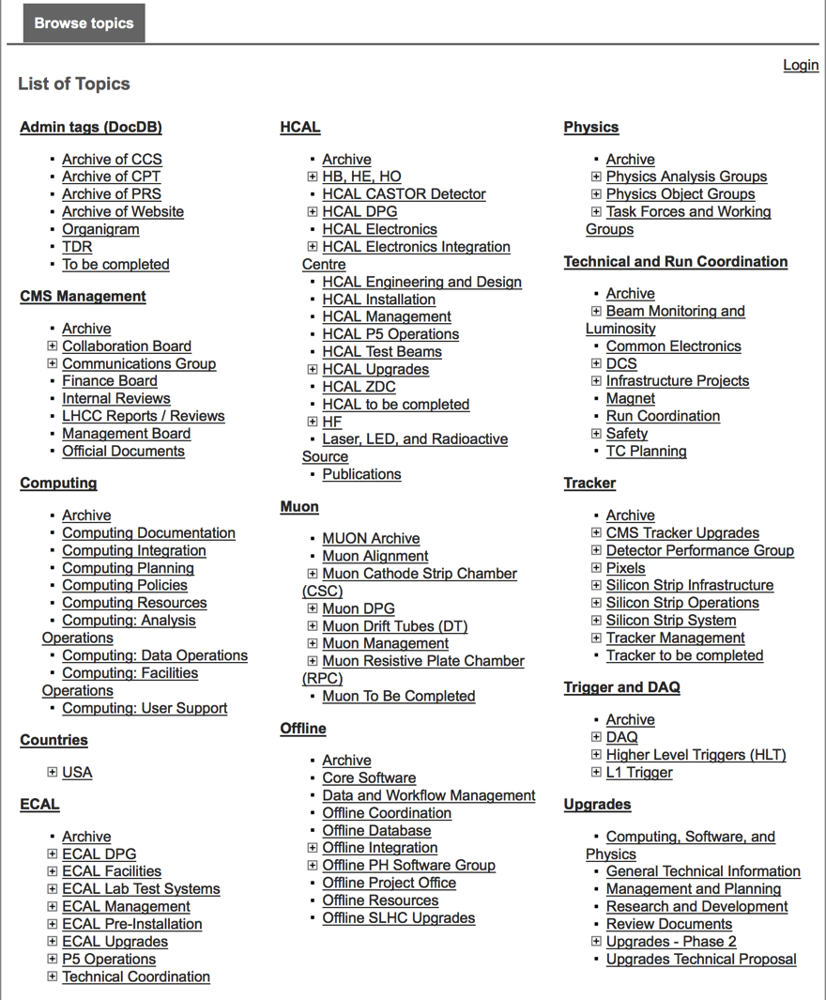 Browse topics
Login
List of Topics
Admin tags (DocDB)
Archive of CCS
Archive of CPT
Archive of PRS
Archive of Website
Organigram
TDR
To be completed
CMS Management
Archive
Collaboration Board
Communications Group
Finance Board
Internal Reviews
LHCC Reports / Reviews
Management Board
Official Documents
Computing
Archive
Computing Documentation
Computing Integration
Computing Planning
Computing Policies
Computing Resources
Computing: Analysis
Operations
Computing: Data Operations
Computing: Facilities
Operations
Computing: User Support
Countries
USA
ECAL
Archive
ECAL DPG
ECAL Facilities
ECAL Lab Test Systems
ECAL Management
ECAL Pre-Installation
ECAL Upgrades
P5 Operations
Technical Coordination
HCAL
Archive
HB, HE, HO
HCAL CASTOR Detector
HCAL DPG
HCAL Electronics
HCAL Electronics Integration
Centre
HCAL Engineering and Design
HCAL Installation
HCAL Management
HCAL P5 Operations
HCAL Test Beams
HCAL Upgrades
HCAL ZDC
HCAL to be completed
HF
Laser, LED, and Radioactive
Source
Publications
Muon
MUON Archive
Muon Alignment
Muon Cathode Strip Chamber
(CSC)
Muon DPG
Muon Drift Tubes (DT)
Muon Management
Muon Resistive Plate Chamber
(RPC)
Muon To Be Completed
Offline
Archive
Core Software
Data and Workflow Management
Offline Coordination
Offline Database
Offline Integration
Offline PH Software Group
Offline Project Office
Offline Resources
Offline SLHC Upgrades
Physics
Archive
Physics Analysis Groups
Physics Object Groups
Task Forces and Working
Groups
Technical and Run Coordination
Archive
Beam Monitoring and
Luminosity
Common Electronics
DCS
Infrastructure Projects
Magnet
Run Coordination
Safety
TC Planning
Tracker
Archive
CMS Tracker Upgrades
Detector Performance Group
Pixels
Silicon Strip Infrastructure
Silicon Strip Operations
Silicon Strip System
Tracker Management
Tracker to be completed
Trigger and DAQ
Archive
DAQ
Higher Level Triggers (HLT)
L1 Trigger
Upgrades
Computing, Software, and
Physics
General Technical Information
Management and Planning
Research and Development
Review Documents
Upgrades - Phase 2
Upgrades Technical Proposal